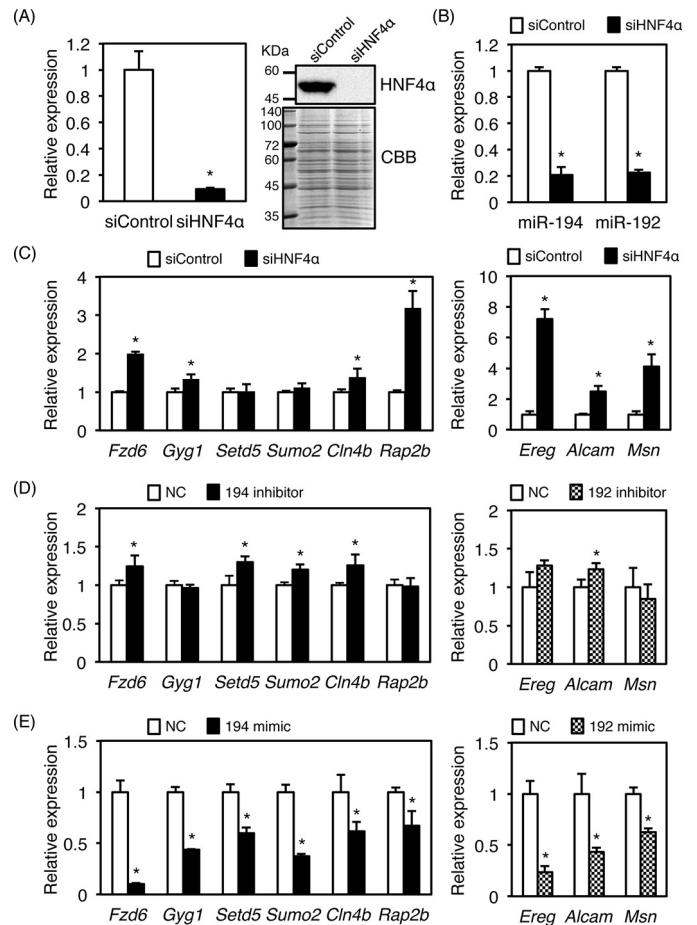 (A)
Relative expression
1.2
1
0.8
0.6
0.4
0.2
0
*
siControl siHNF4α
KDa
siControl
siHNF4α
60
45
HNF4α
140
100
72
60
45
35
CBB
(B)
siControl siHNF4α
Relative expression
1.2
1
0.8
0.6
0.4
0.2
0
* *
miR-194 miR-192
(C)
siControl siHNF4α
Relative expression
4
3
2
1
0
* * * *
Fzd6 Gyg1 Setd5 Sumo2 Cln4b Rap2b
siControl siHNF4α
Relative expression
10
8
6
4
2
0
* * *
Ereg Alcam Msn
(D)
NC 194 inhibitor
Relative expression
2
1.5
1
0.5
0
* * * *
Fzd6 Gyg1 Setd5 Sumo2 Cln4b Rap2b
NC 192 inhibitor
Relative expression
2
1.5
1
0.5
0
*
Ereg Alcam Msn
(E)
NC 194 mimic
Relative expression
1.5
1
0.5
0
* * * * * *
Fzd6 Gyg1 Setd5 Sumo2 Cln4b Rap2b
NC 192 mimic
Relative expression
1.5
1
0.5
0
* * *
Ereg Alcam Msn